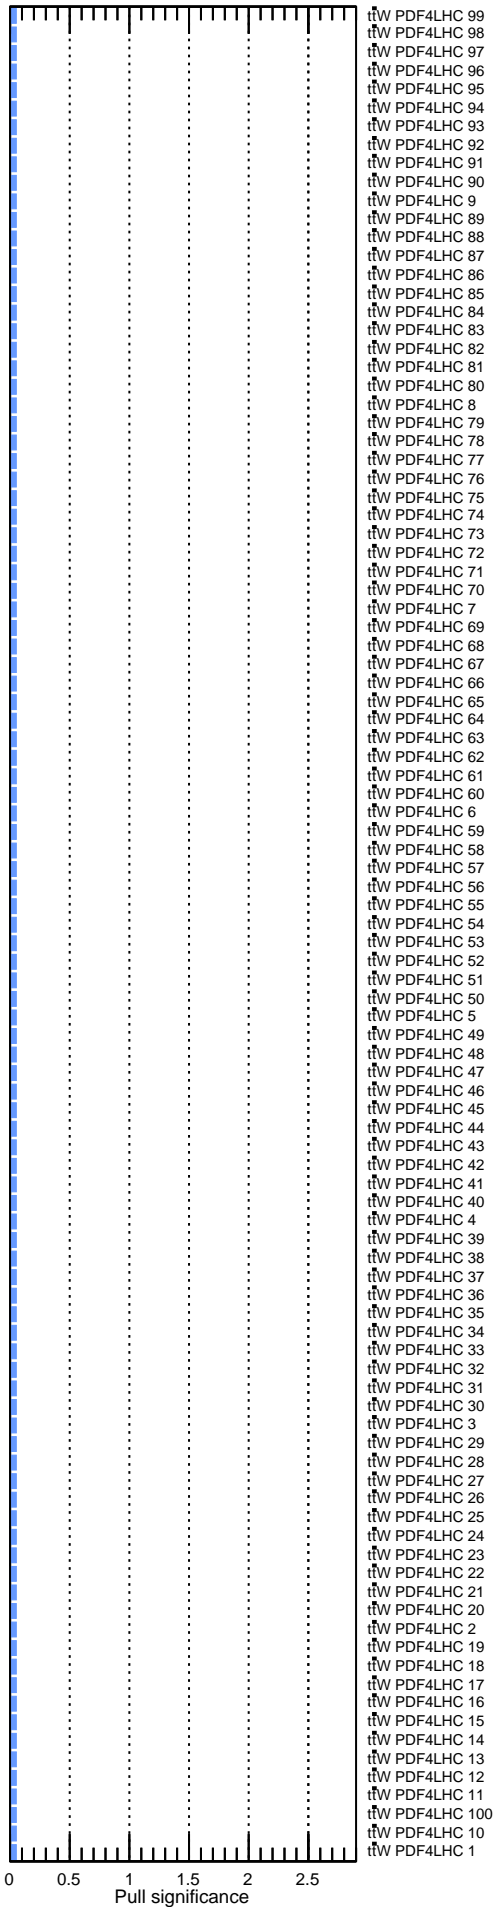 tt̄W PDF4LHC 99
tt̄W PDF4LHC 98
tt̄W PDF4LHC 97
tt̄W PDF4LHC 96
tt̄W PDF4LHC 95
tt̄W PDF4LHC 94
tt̄W PDF4LHC 93
tt̄W PDF4LHC 92
tt̄W PDF4LHC 91
tt̄W PDF4LHC 90
tt̄W PDF4LHC 9
tt̄W PDF4LHC 89
tt̄W PDF4LHC 88
tt̄W PDF4LHC 87
tt̄W PDF4LHC 86
tt̄W PDF4LHC 85
tt̄W PDF4LHC 84
tt̄W PDF4LHC 83
tt̄W PDF4LHC 82
tt̄W PDF4LHC 81
tt̄W PDF4LHC 80
tt̄W PDF4LHC 8
tt̄W PDF4LHC 79
tt̄W PDF4LHC 78
tt̄W PDF4LHC 77
tt̄W PDF4LHC 76
tt̄W PDF4LHC 75
tt̄W PDF4LHC 74
tt̄W PDF4LHC 73
tt̄W PDF4LHC 72
tt̄W PDF4LHC 71
tt̄W PDF4LHC 70
tt̄W PDF4LHC 7
tt̄W PDF4LHC 69
tt̄W PDF4LHC 68
tt̄W PDF4LHC 67
tt̄W PDF4LHC 66
tt̄W PDF4LHC 65
tt̄W PDF4LHC 64
tt̄W PDF4LHC 63
tt̄W PDF4LHC 62
tt̄W PDF4LHC 61
tt̄W PDF4LHC 60
tt̄W PDF4LHC 6
tt̄W PDF4LHC 59
tt̄W PDF4LHC 58
tt̄W PDF4LHC 57
tt̄W PDF4LHC 56
tt̄W PDF4LHC 55
tt̄W PDF4LHC 54
tt̄W PDF4LHC 53
tt̄W PDF4LHC 52
tt̄W PDF4LHC 51
tt̄W PDF4LHC 50
tt̄W PDF4LHC 5
tt̄W PDF4LHC 49
tt̄W PDF4LHC 48
tt̄W PDF4LHC 47
tt̄W PDF4LHC 46
tt̄W PDF4LHC 45
tt̄W PDF4LHC 44
tt̄W PDF4LHC 43
tt̄W PDF4LHC 42
tt̄W PDF4LHC 41
tt̄W PDF4LHC 40
tt̄W PDF4LHC 4
tt̄W PDF4LHC 39
tt̄W PDF4LHC 38
tt̄W PDF4LHC 37
tt̄W PDF4LHC 36
tt̄W PDF4LHC 35
tt̄W PDF4LHC 34
tt̄W PDF4LHC 33
tt̄W PDF4LHC 32
tt̄W PDF4LHC 31
tt̄W PDF4LHC 30
tt̄W PDF4LHC 3
tt̄W PDF4LHC 29
tt̄W PDF4LHC 28
tt̄W PDF4LHC 27
tt̄W PDF4LHC 26
tt̄W PDF4LHC 25
tt̄W PDF4LHC 24
tt̄W PDF4LHC 23
tt̄W PDF4LHC 22
tt̄W PDF4LHC 21
tt̄W PDF4LHC 20
tt̄W PDF4LHC 2
tt̄W PDF4LHC 19
tt̄W PDF4LHC 18
tt̄W PDF4LHC 17
tt̄W PDF4LHC 16
tt̄W PDF4LHC 15
tt̄W PDF4LHC 14
tt̄W PDF4LHC 13
tt̄W PDF4LHC 12
tt̄W PDF4LHC 11
tt̄W PDF4LHC 100
tt̄W PDF4LHC 10
tt̄W PDF4LHC 1
0 0.5 1 1.5 2 2.5
Pull significance